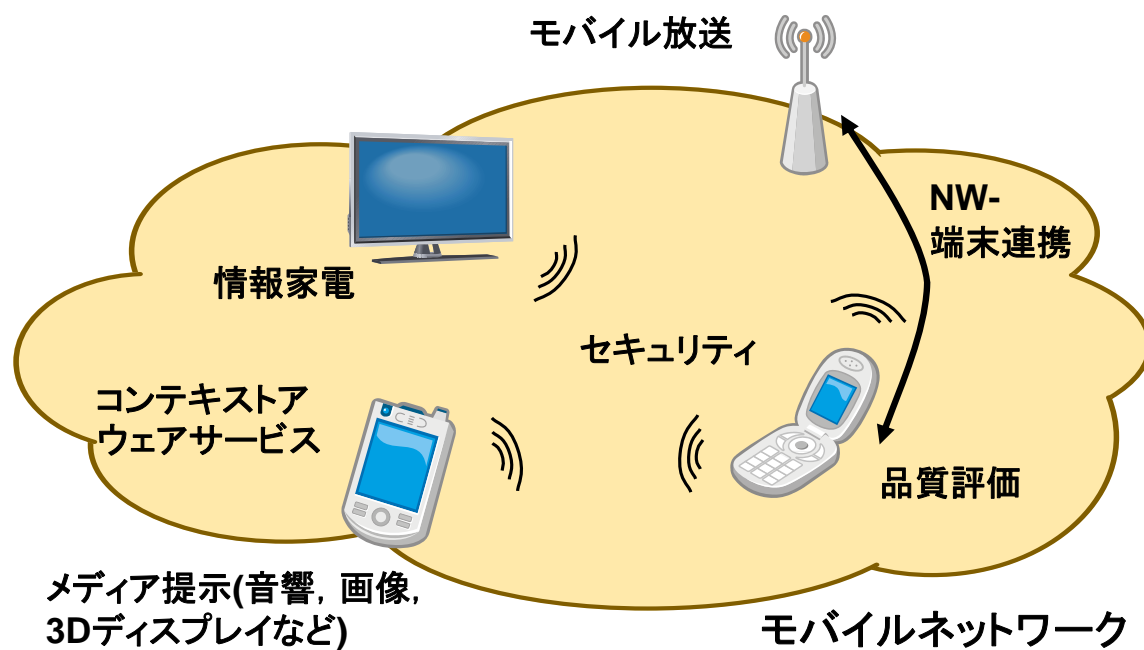 モバイル放送
NW-
端末連携
情報家電
セキュリティ
コンテキストア
ウェアサービス
品質評価
メディア提示(音響, 画像,
3Dディスプレイなど)
モバイルネットワーク